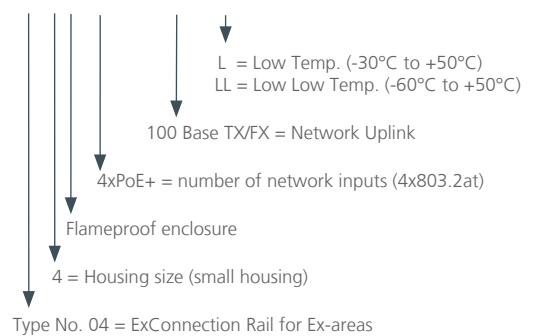 L = Low Temp. (-30°C to +50°C)
LL = Low Low Temp. (-60°C to +50°C)
100 Base TX/FX = Network Uplink
4xPoE+ = number of network inputs (4x803.2at)
Flameproof enclosure
4 = Housing size (small housing)
Type No. 04 = ExConnection Rail for Ex-areas